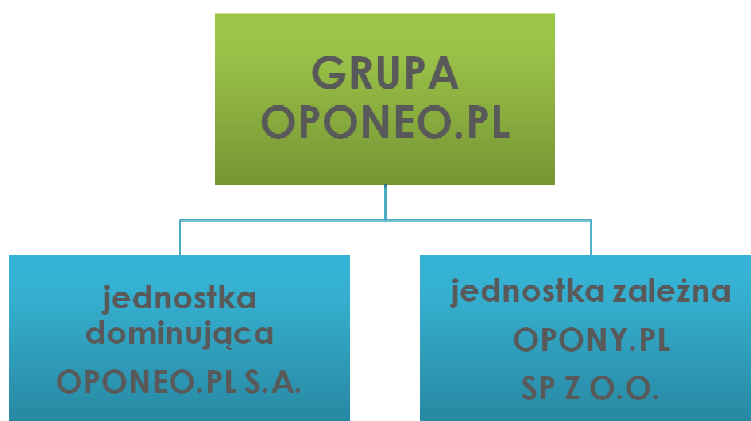 GRUPA
OPONEO.PL
jednostka
dominująca
OPONEO.PL S.A.
jednostka zależna
OPONY.PL
SP Z O.O.